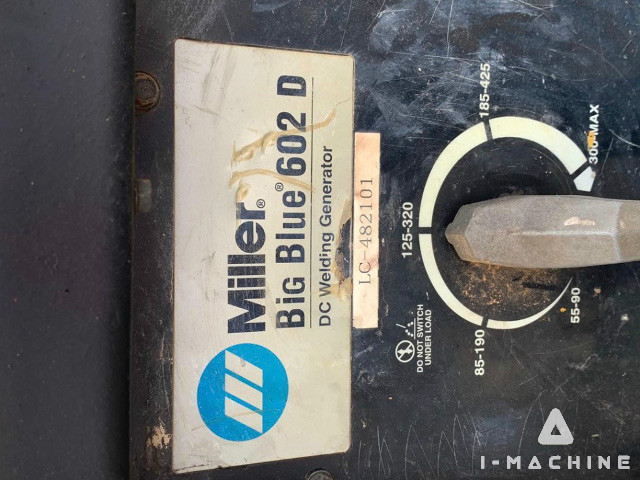 Miller®
BiG Blue® 602 D
DC Welding Generator
LC-482101
DO NOT SWITCH
UNDER LOAD
55-90
85-190
125-320
185-425
300-MAX
I-MACHINE